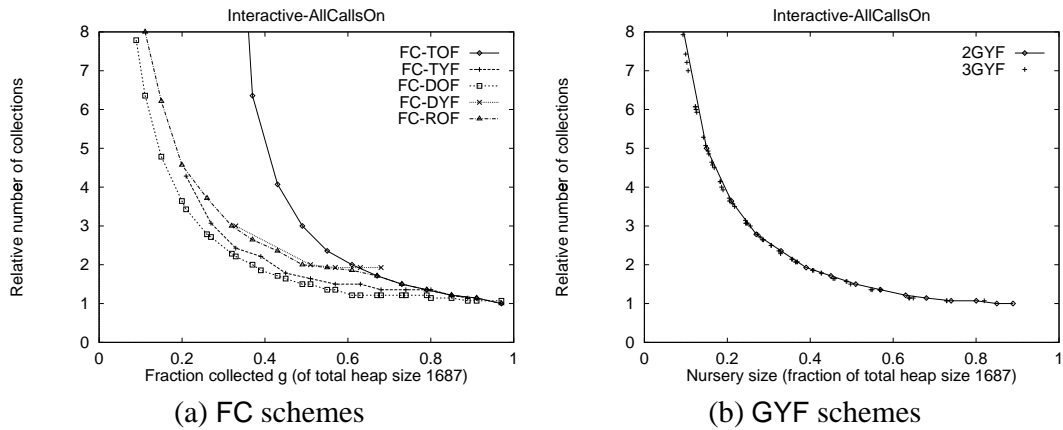 Interactive-AllCallsOn
8
7
6
5
4
3
2
1
0
Relative number of collections
FC-TOF
FC-TYF
FC-DOF
FC-DYF
FC-ROF
0 0.2 0.4 0.6 0.8 1
Fraction collected g (of total heap size 1687)
(a) FC schemes
Interactive-AllCallsOn
8
7
6
5
4
3
2
1
0
Relative number of collections
2GYF
3GYF
0 0.2 0.4 0.6 0.8 1
Nursery size (fraction of total heap size 1687)
(b) GYF schemes